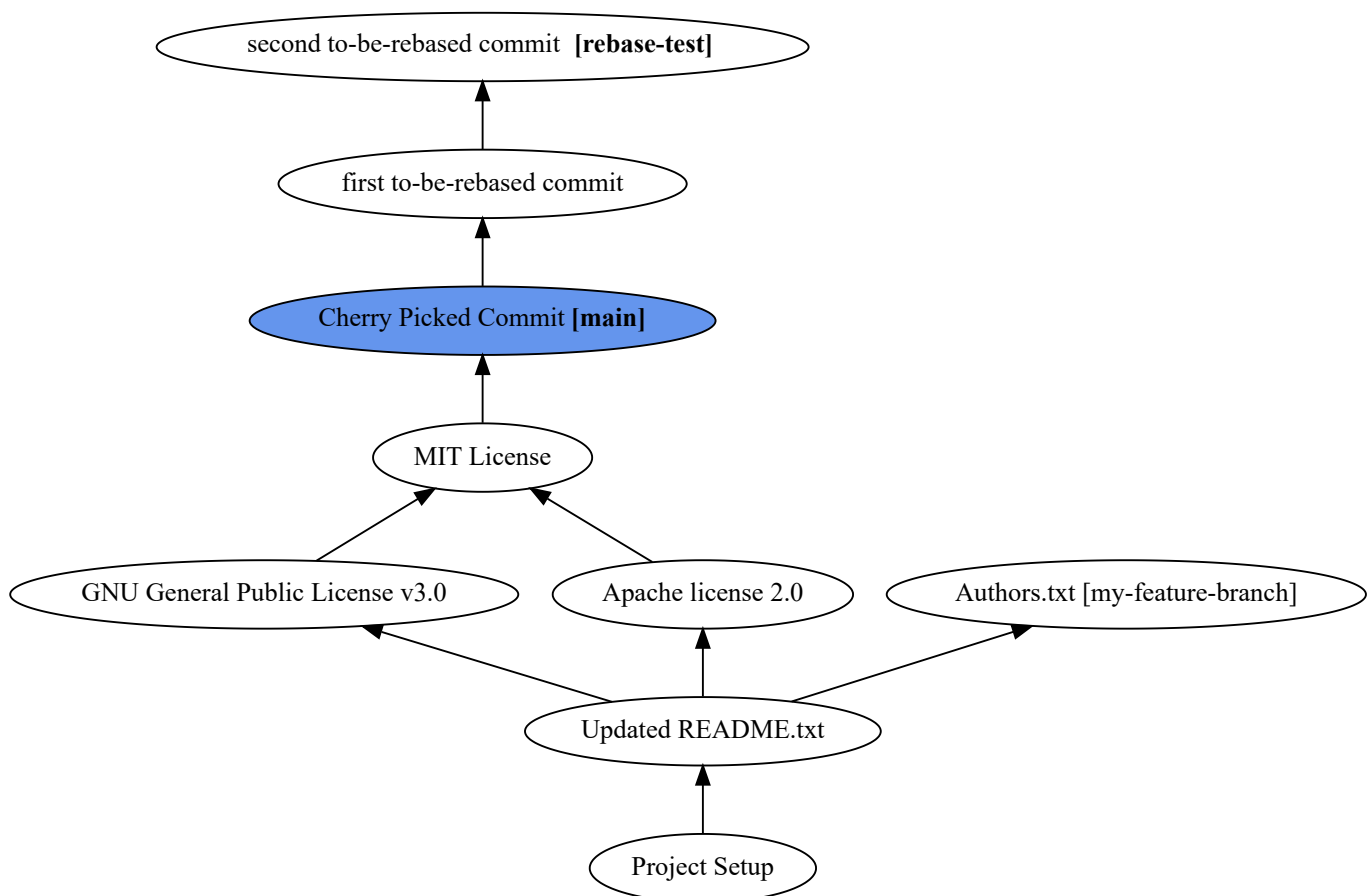 second to-be-rebased commit [rebase-test]
first to-be-rebased commit
Cherry Picked Commit [main]
MIT License
GNU General Public License v3.0
Apache license 2.0
Authors.txt [my-feature-branch]
Updated README.txt
Project Setup